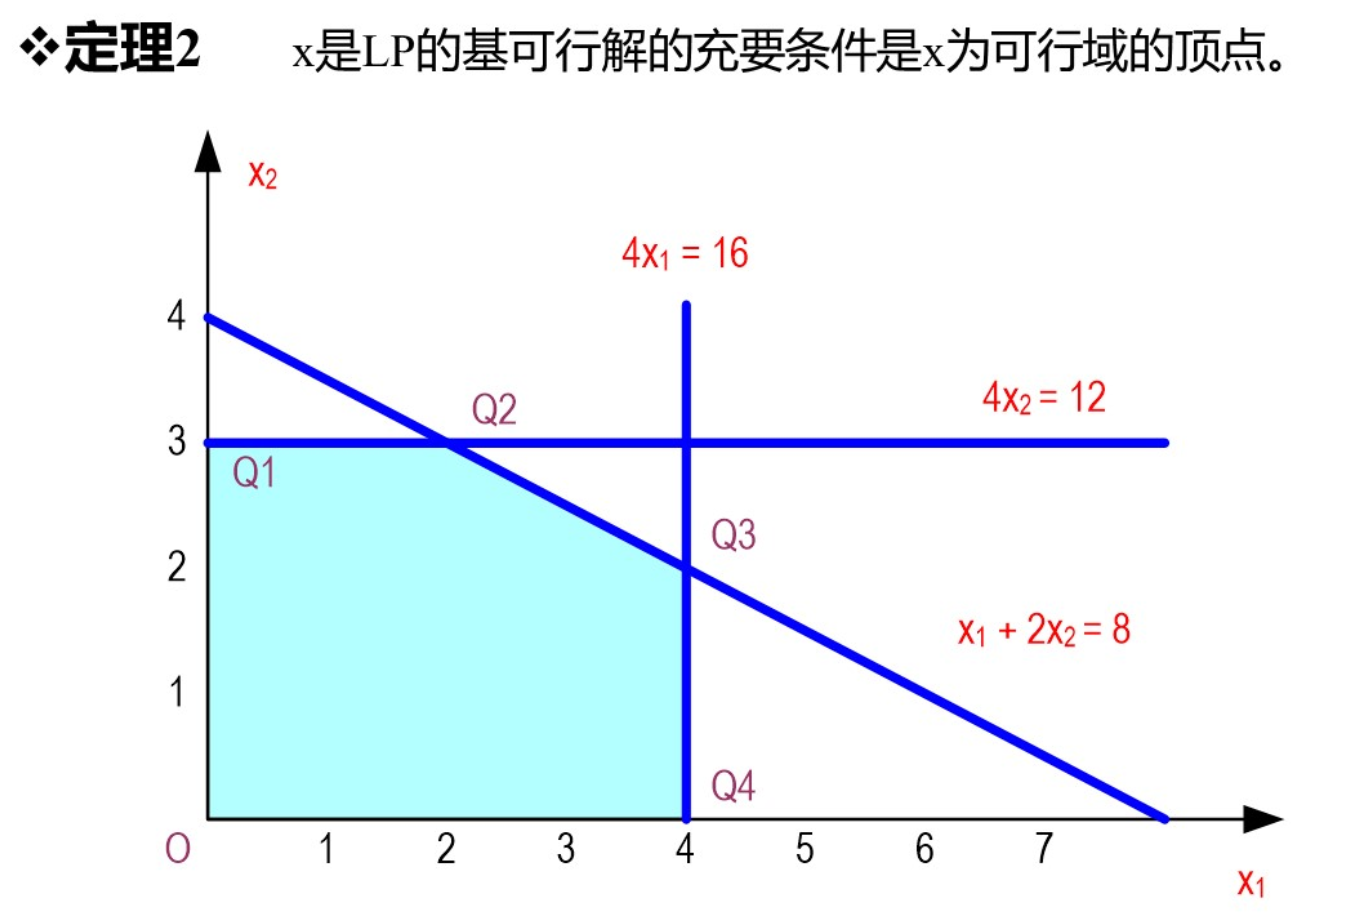 ❖定理2 x是LP的基可行解的充要条件是x为可行域的顶点。
x₂
4x₁ = 16
4
4x₂ = 12
Q2
3
Q1
Q3
2
x₁ + 2x₂ = 8
1
Q4
O 1 2 3 4 5 6 7
x₁